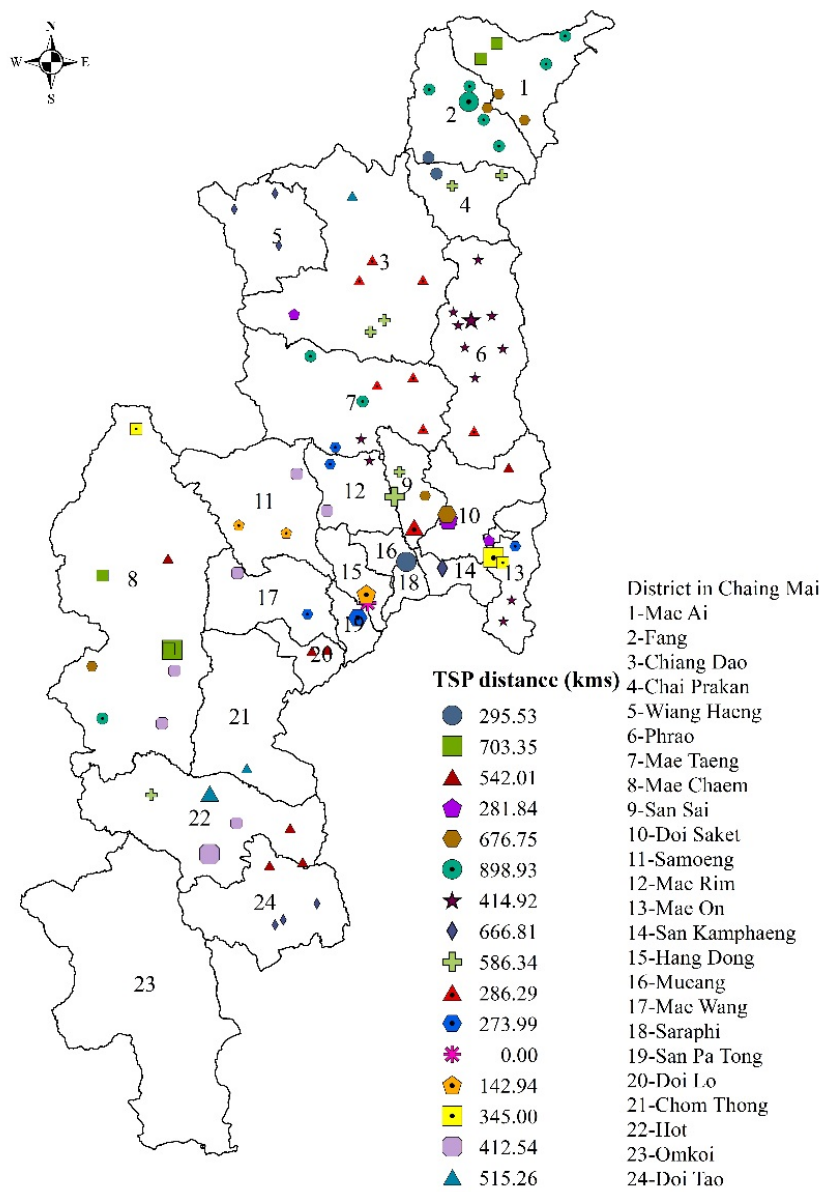 N
W E
S
1
2
4
5
3
6
7
9
12
11
10
16
8
15
18
14
13
17
19
20
21
22
24
23
TSP distance (kms)
295.53
703.35
542.01
281.84
676.75
898.93
414.92
666.81
586.34
286.29
273.99
0.00
142.94
345.00
412.54
515.26
District in Chaing Mai
1-Mae Ai
2-Fang
3-Chiang Dao
4-Chai Prakan
5-Wiang Haeng
6-Phrao
7-Mae Taeng
8-Mae Chaem
9-San Sai
10-Doi Saket
11-Samoeng
12-Mae Rim
13-Mae On
14-San Kamphaeng
15-Hang Dong
16-Mueang
17-Mae Wang
18-Saraphi
19-San Pa Tong
20-Doi Lo
21-Chom Thong
22-Hot
23-Omkoi
24-Doi Tao